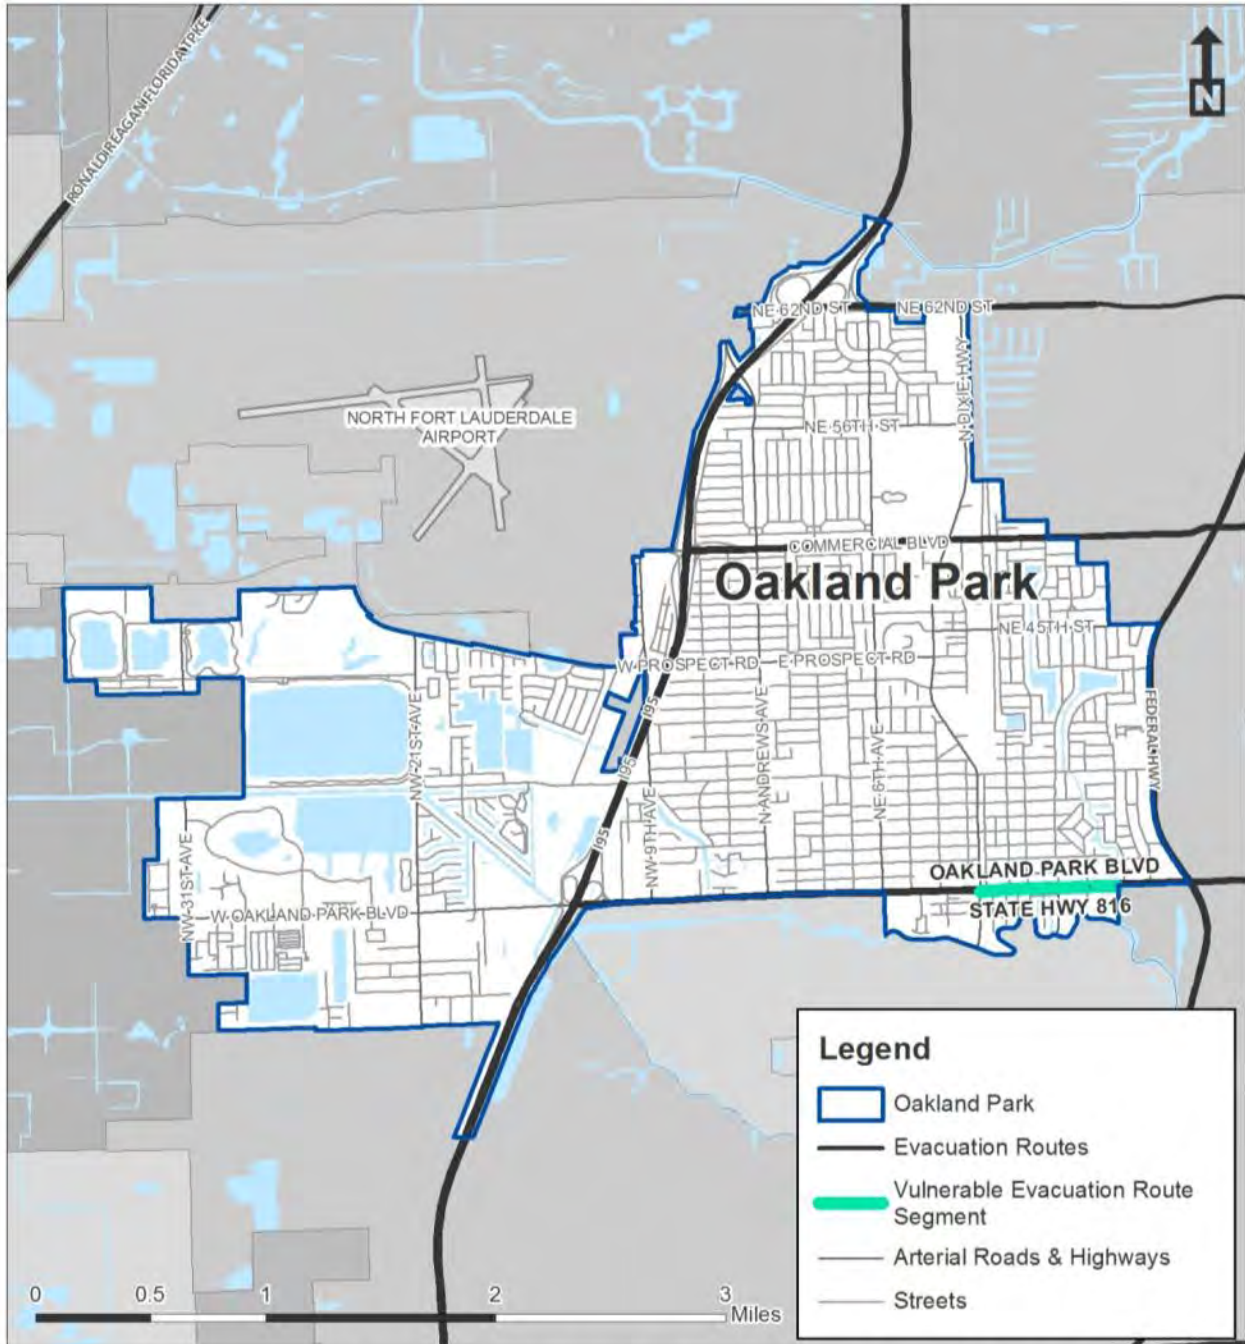 RONALD REAGAN FLORIDA TPKE
N
NE 62ND ST
NE 62ND ST
N DIXIE HWY
NORTH FORT LAUDERDALE
AIRPORT
NE 56TH ST
COMMERCIAL BLVD
Oakland Park
NE 45TH ST
W PROSPECT RD
E PROSPECT RD
I95
I95
I95
NW 21ST AVE
NW 9TH AVE
N ANDREWS AVE
NE 6TH AVE
FEDERAL HWY
NW 31ST AVE
W OAKLAND PARK BLVD
OAKLAND PARK BLVD
STATE HWY 816
Legend
Oakland Park
Evacuation Routes
Vulnerable Evacuation Route
Segment
Arterial Roads & Highways
Streets
0 0.5 1 2 3
Miles